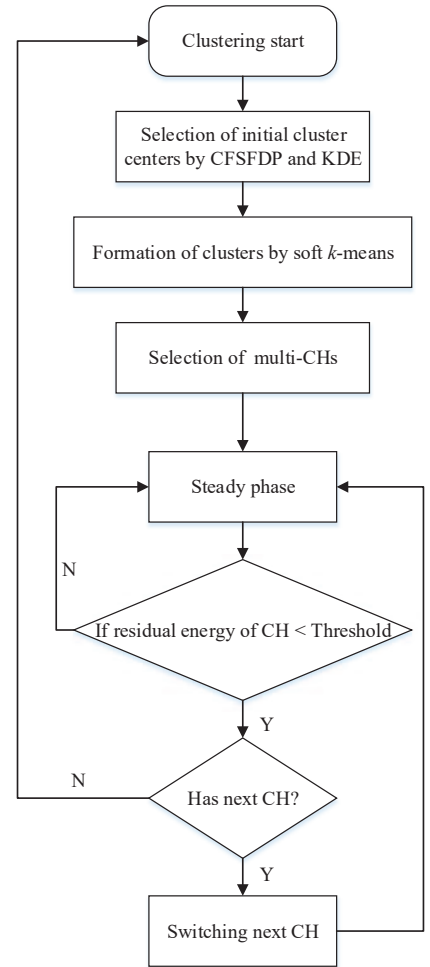 Clustering start
Selection of initial cluster
centers by CFSFDP and KDE
Formation of clusters by soft k-means
Selection of multi-CHs
Steady phase
N
If residual energy of CH < Threshold
Y
N
Has next CH?
Y
Switching next CH